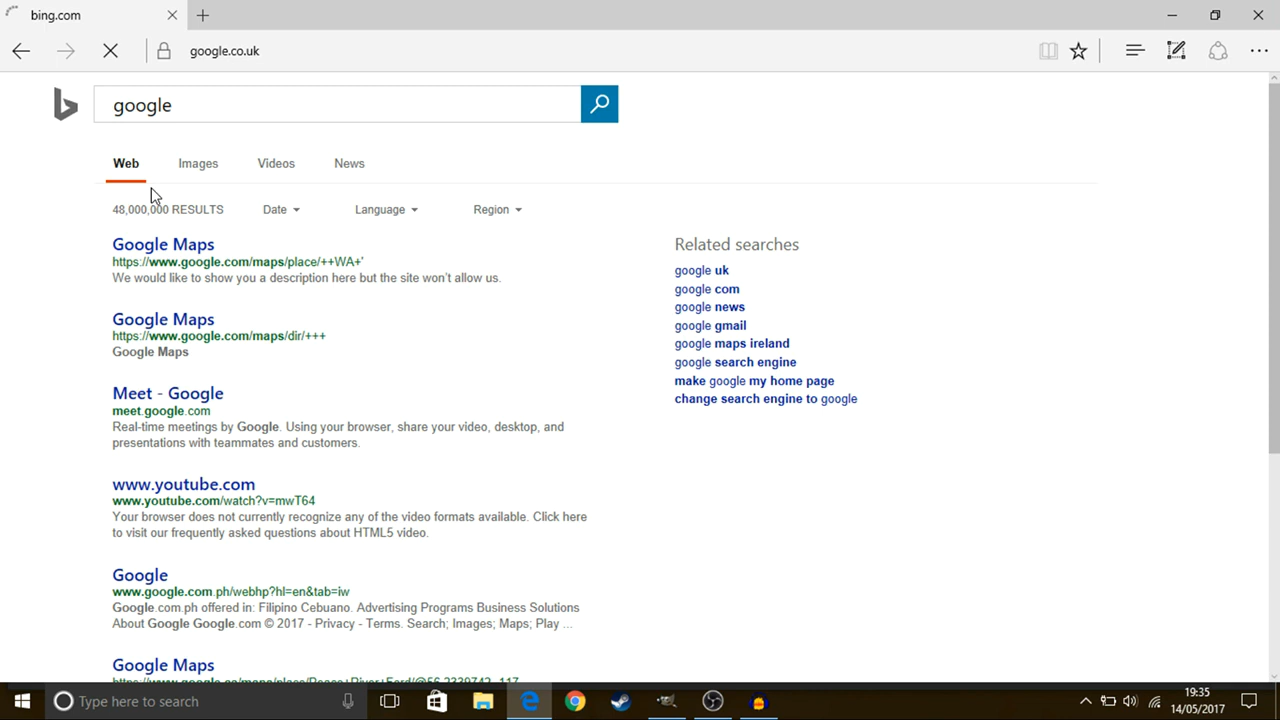 bing.com
google.co.uk
google
Web Images Videos News
48,000,000 RESULTS Date Language Region
Google Maps
https://www.google.com/maps/place/++WA+'
We would like to show you a description here but the site won't allow us.
Google Maps
https://www.google.com/maps/dir/+++
Google Maps
Meet - Google
meet.google.com
Real-time meetings by Google. Using your browser, share your video, desktop, and
presentations with teammates and customers.
www.youtube.com
www.youtube.com/watch?v=mwT64
Your browser does not currently recognize any of the video formats available. Click here
to visit our frequently asked questions about HTML5 video.
Google
www.google.com.ph/webhp?hl=en&tab=iw
Google.com.ph offered in: Filipino Cebuano. Advertising Programs Business Solutions
About Google Google.com © 2017 - Privacy - Terms. Search; Images; Maps; Play ...
Google Maps
Related searches
google uk
google com
google news
google gmail
google maps ireland
google search engine
make google my home page
change search engine to google
Type here to search
19:35
14/05/2017